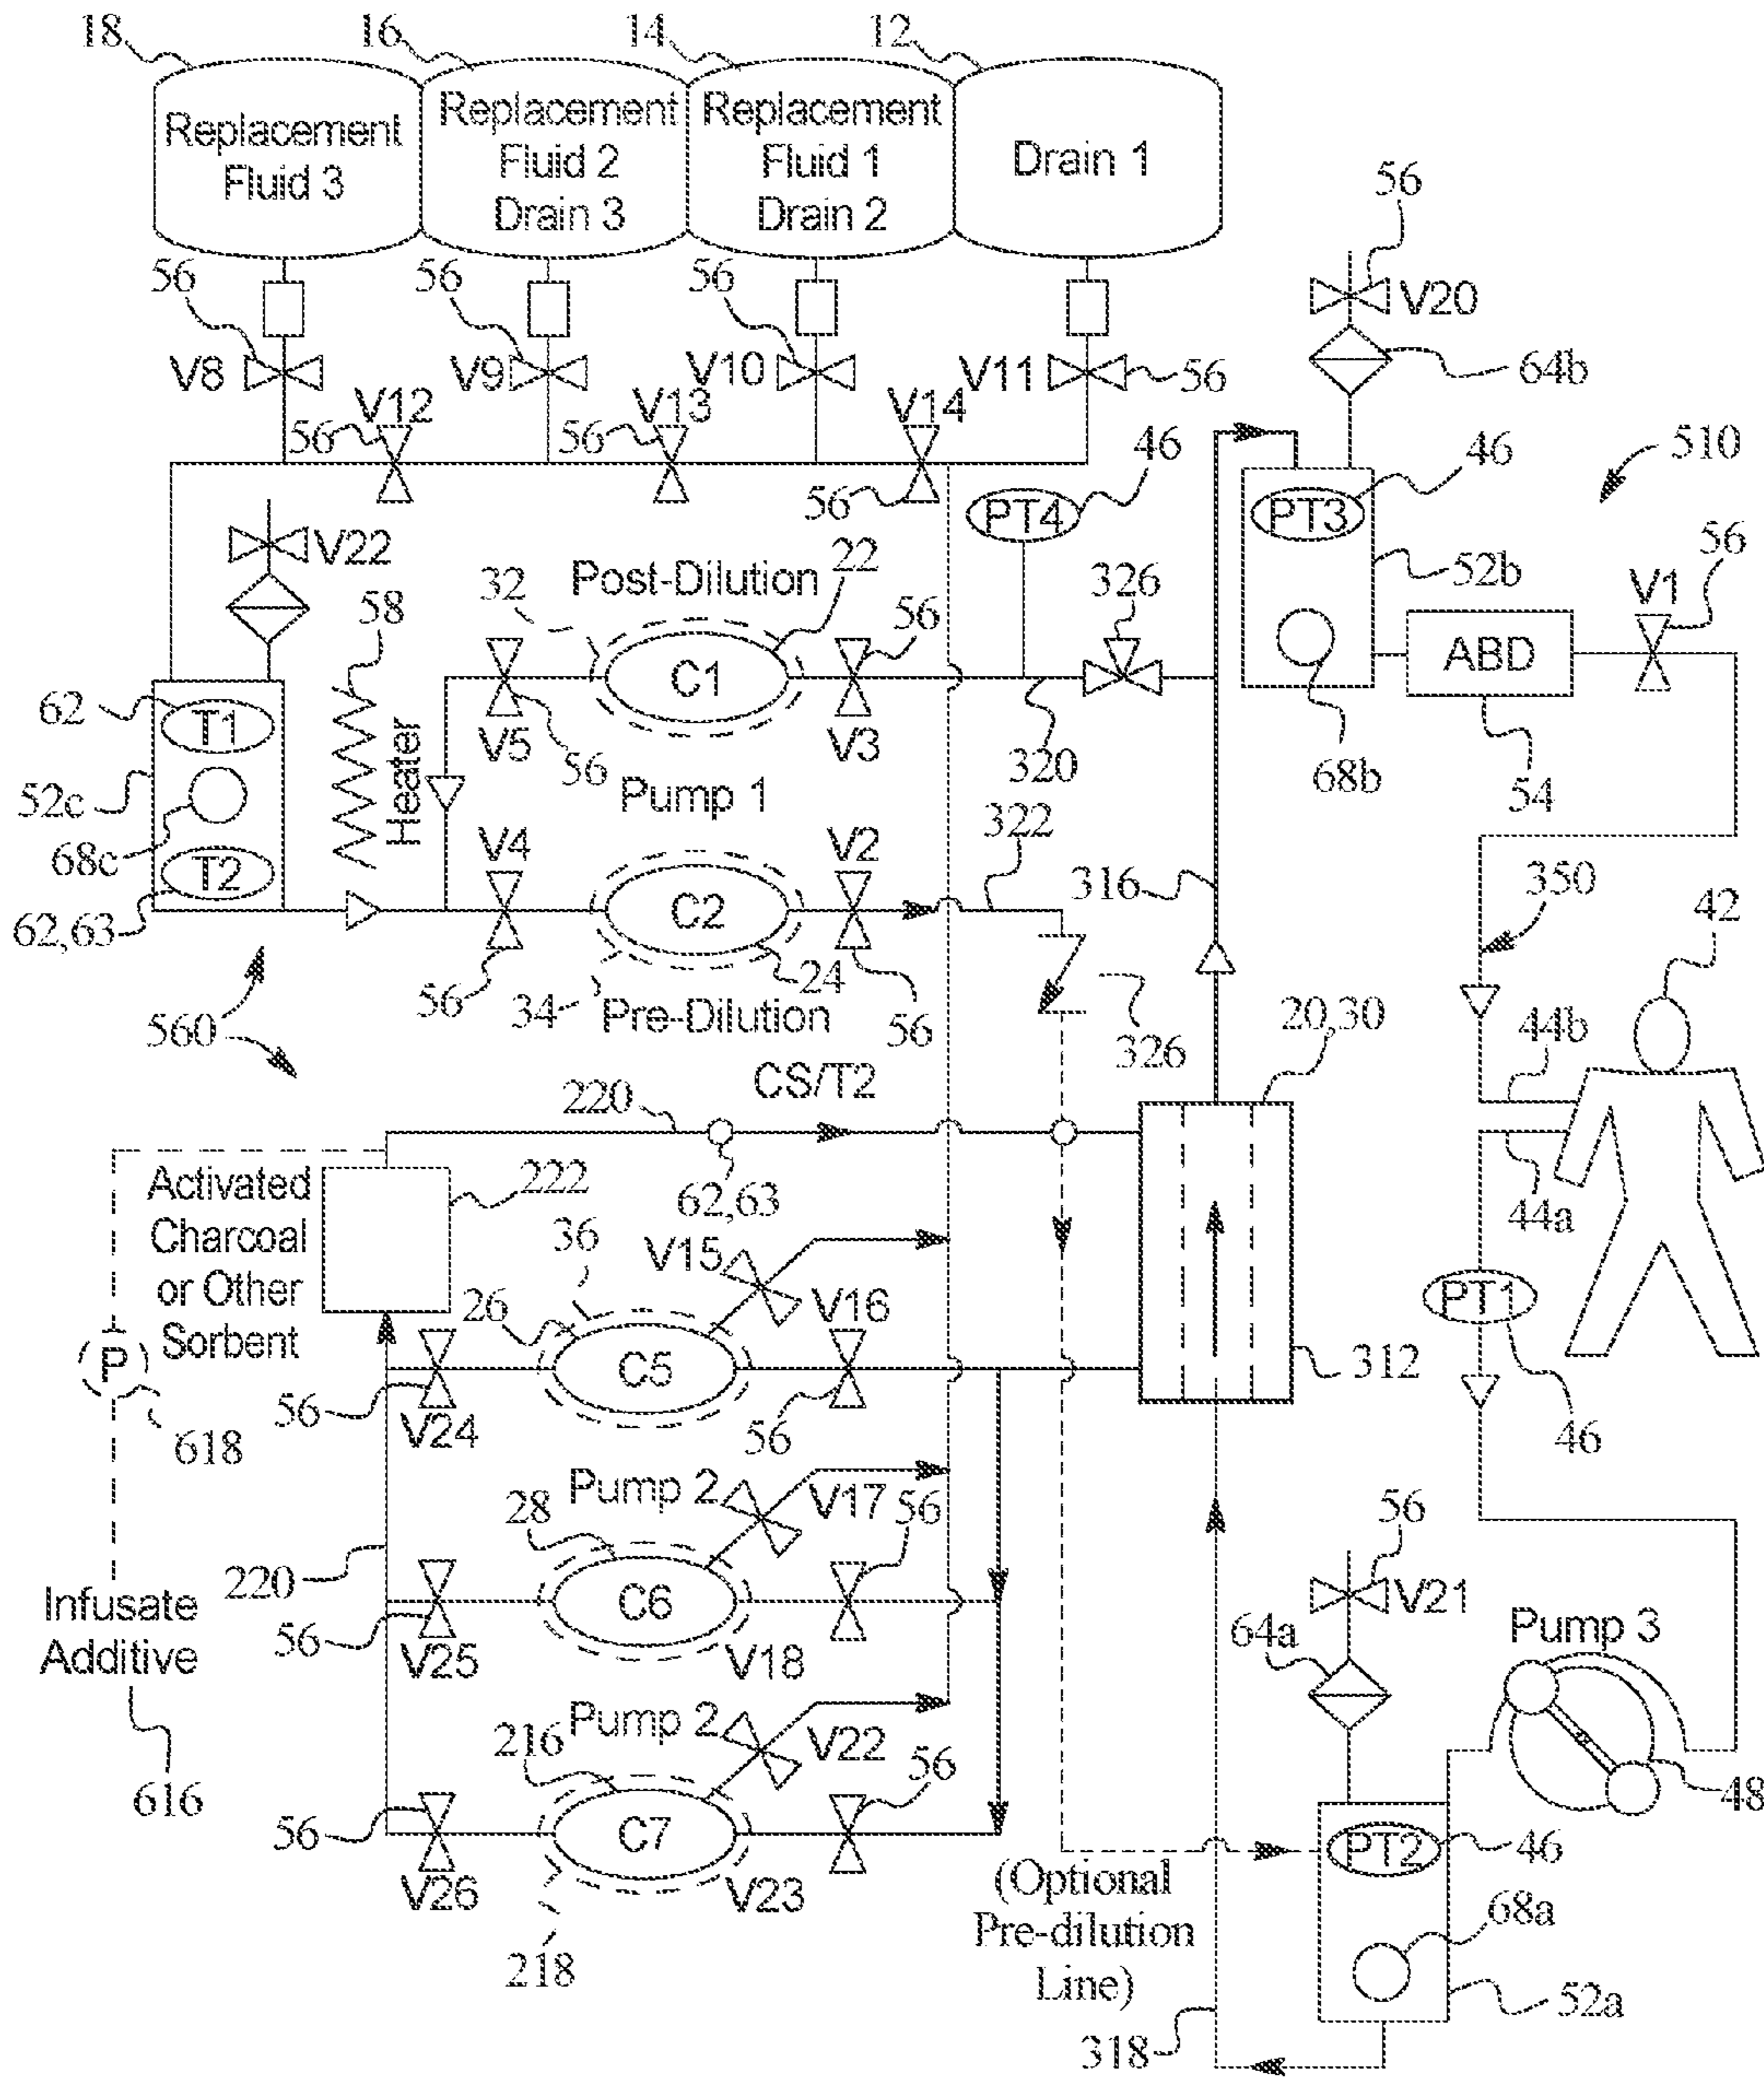 18
16
14
12
Replacement
Fluid 3
Replacement
Fluid 2
Drain 3
Replacement
Fluid 1
Drain 2
Drain 1
56
56
56
56
V20
V8
V9
V10
V11
56
64b
V12
V13
V14
56
56
56
46
46
510
PT4
PT3
V22
58
32
Post-Dilution
22
56
326
52b
V1
56
62
T1
C1
ABD
Heater
V5
56
V3
320
68b
54
52c
Pump 1
322
68c
T2
V4
V2
316
350
42
62,63
C2
56
34
24
Pre-Dilution
56
326
20,30
44b
560
CS/T2
220
Activated
Charcoal
or Other
Sorbent
222
62,63
44a
36
V15
26
V16
PT1
P
C5
312
56
V24
56
46
618
Pump 2
V17
56
28
56
220
C6
V21
Infusate
Additive
56
V25
V18
64a
Pump 3
Pump 2
216
V22
56
616
56
C7
48
PT2
46
V26
V23
(Optional
Pre-dilution
Line)
68a
218
52a
318